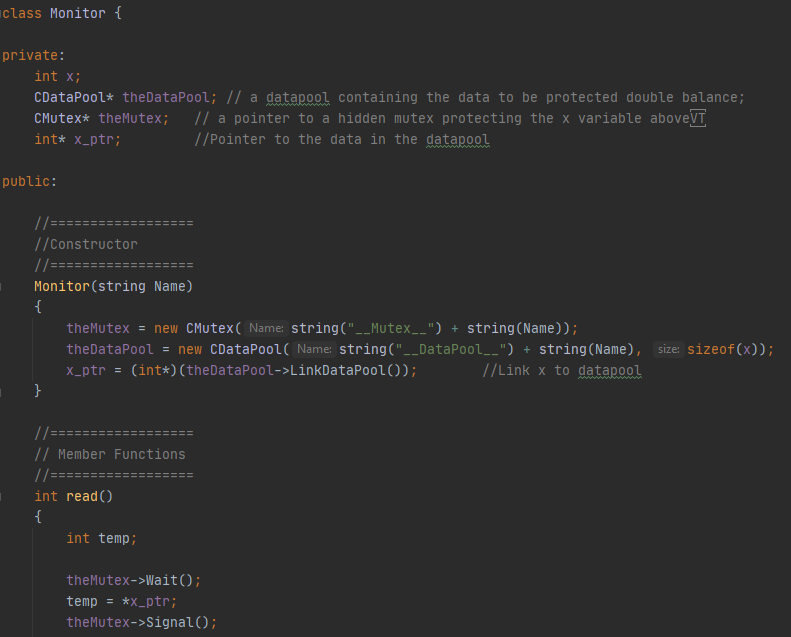 class Monitor {
private:
int x;
CDataPool* theDataPool; // a datapool containing the data to be protected double balance;
CMutex* theMutex;   // a pointer to a hidden mutex protecting the x variable aboveVT
int* x_ptr;         //Pointer to the data in the datapool
public:
//==================
//Constructor
//==================
Monitor(string Name)
{
theMutex = new CMutex( Name: string("__Mutex__") + string(Name));
theDataPool = new CDataPool( Name: string("__DataPool__") + string(Name), size: sizeof(x));
x_ptr = (int*)(theDataPool->LinkDataPool());        //Link x to datapool
}
//==================
// Member Functions
//==================
int read()
{
int temp;
theMutex->Wait();
temp = *x_ptr;
theMutex->Signal();